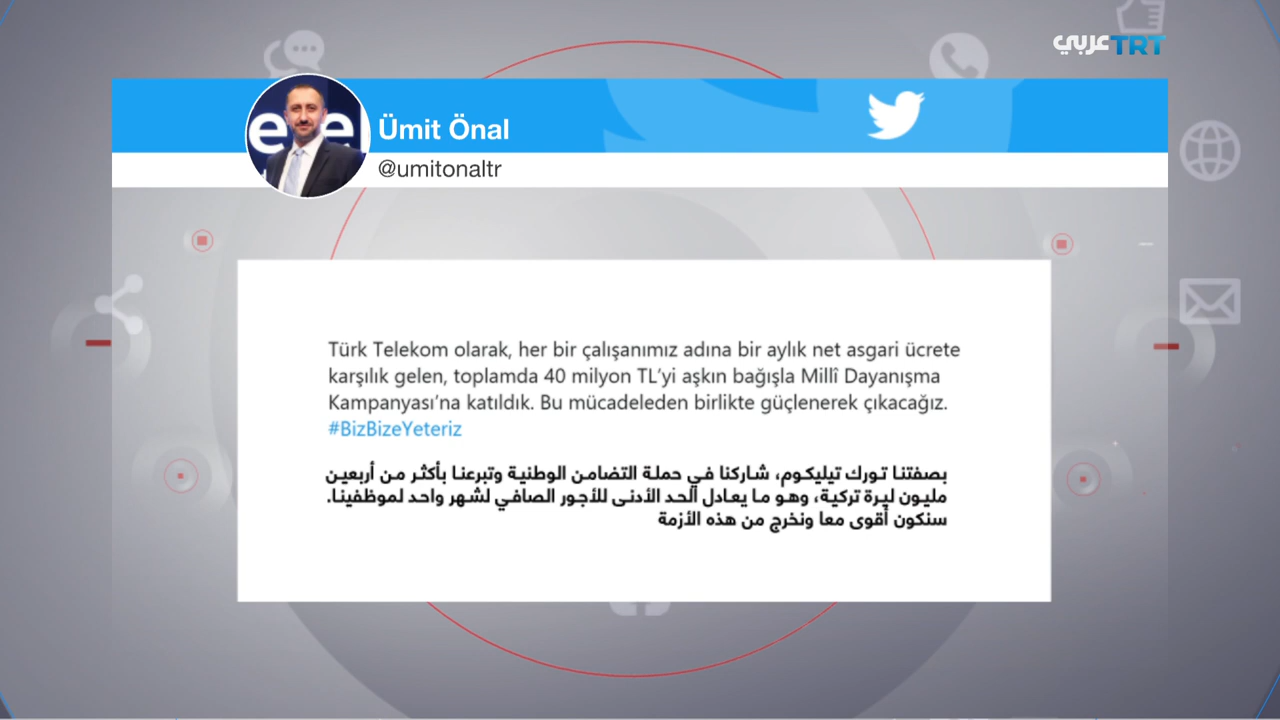 TRT عربي
Ümit Önal
@umitonaltr
Türk Telekom olarak, her bir çalışanımız adına bir aylık net asgari ücrete
karşılık gelen, toplamda 40 milyon TL'yi aşkın bağışla Millî Dayanışma
Kampanyası'na katıldık. Bu mücadeleden birlikte güçlenerek çıkacağız.
#BizBizeYeteriz
بصفتنا تورك تيليكوم، شاركنا في حملة التضامن الوطنية وتبرعنا بأكثر من أربعين
مليون ليرة تركية، وهو ما يعادل الحد الأدنى للأجور الصافي لشهر واحد لموظفينا.
سنكون أقوى معا ونخرج من هذه الأزمة